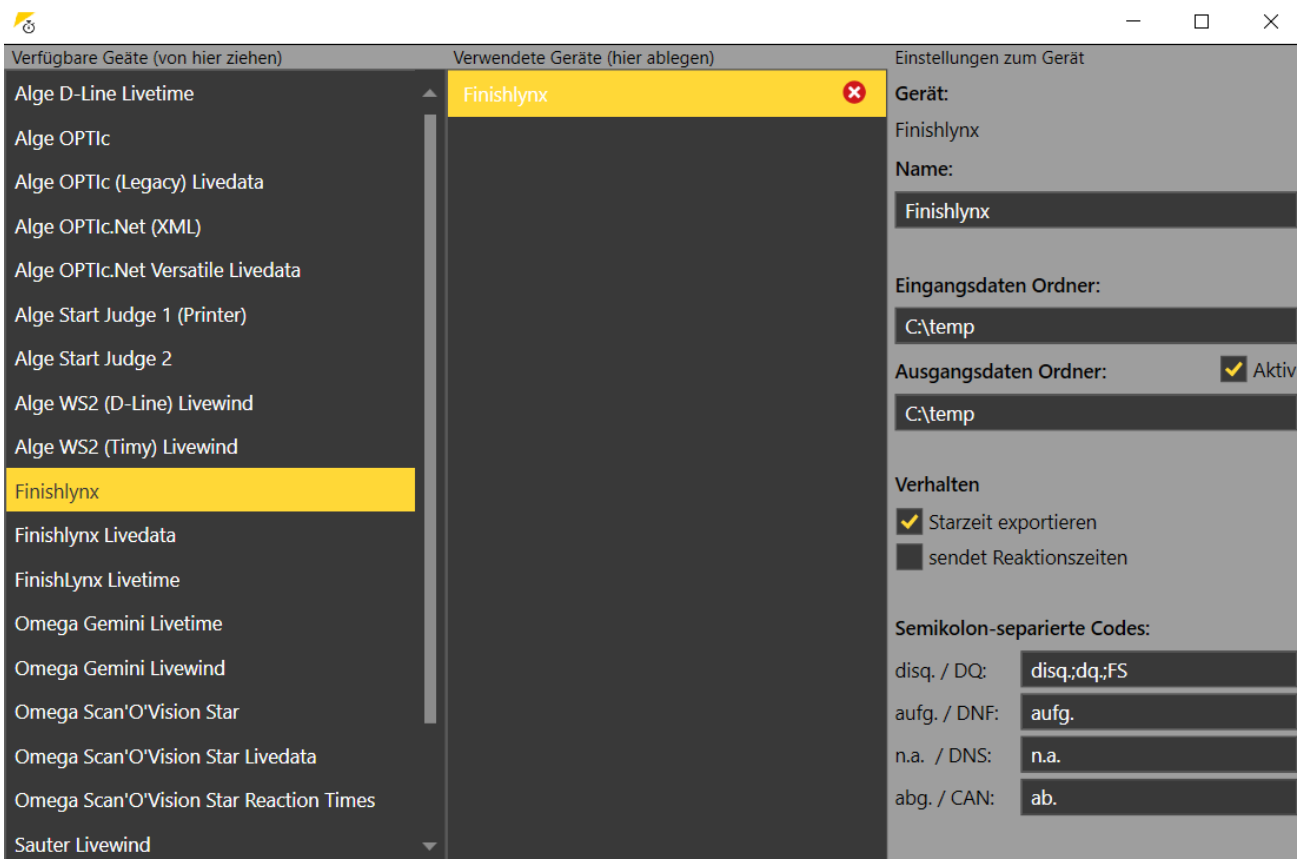 Verfügbare Geäte (von hier ziehen)
Alge D-Line Livetime
Alge OPTIc
Alge OPTIc (Legacy) Livedata
Alge OPTIc.Net (XML)
Alge OPTIc.Net Versatile Livedata
Alge Start Judge 1 (Printer)
Alge Start Judge 2
Alge WS2 (D-Line) Livewind
Alge WS2 (Timy) Livewind
Finishlynx
Finishlynx Livedata
FinishLynx Livetime
Omega Gemini Livetime
Omega Gemini Livewind
Omega Scan'O'Vision Star
Omega Scan'O'Vision Star Livedata
Omega Scan'O'Vision Star Reaction Times
Sauter Livewind
Verwendete Geräte (hier ablegen)
Finishlynx
Einstellungen zum Gerät
Gerät:
Finishlynx
Name:
Finishlynx
Eingangsdaten Ordner:
C:\temp
Ausgangsdaten Ordner: Aktiv
C:\temp
Verhalten
Starzeit exportieren
sendet Reaktionszeiten
Semikolon-separierte Codes:
disq. / DQ: disq.;dq.;FS
aufg. / DNF: aufg.
n.a. / DNS: n.a.
abg. / CAN: ab.